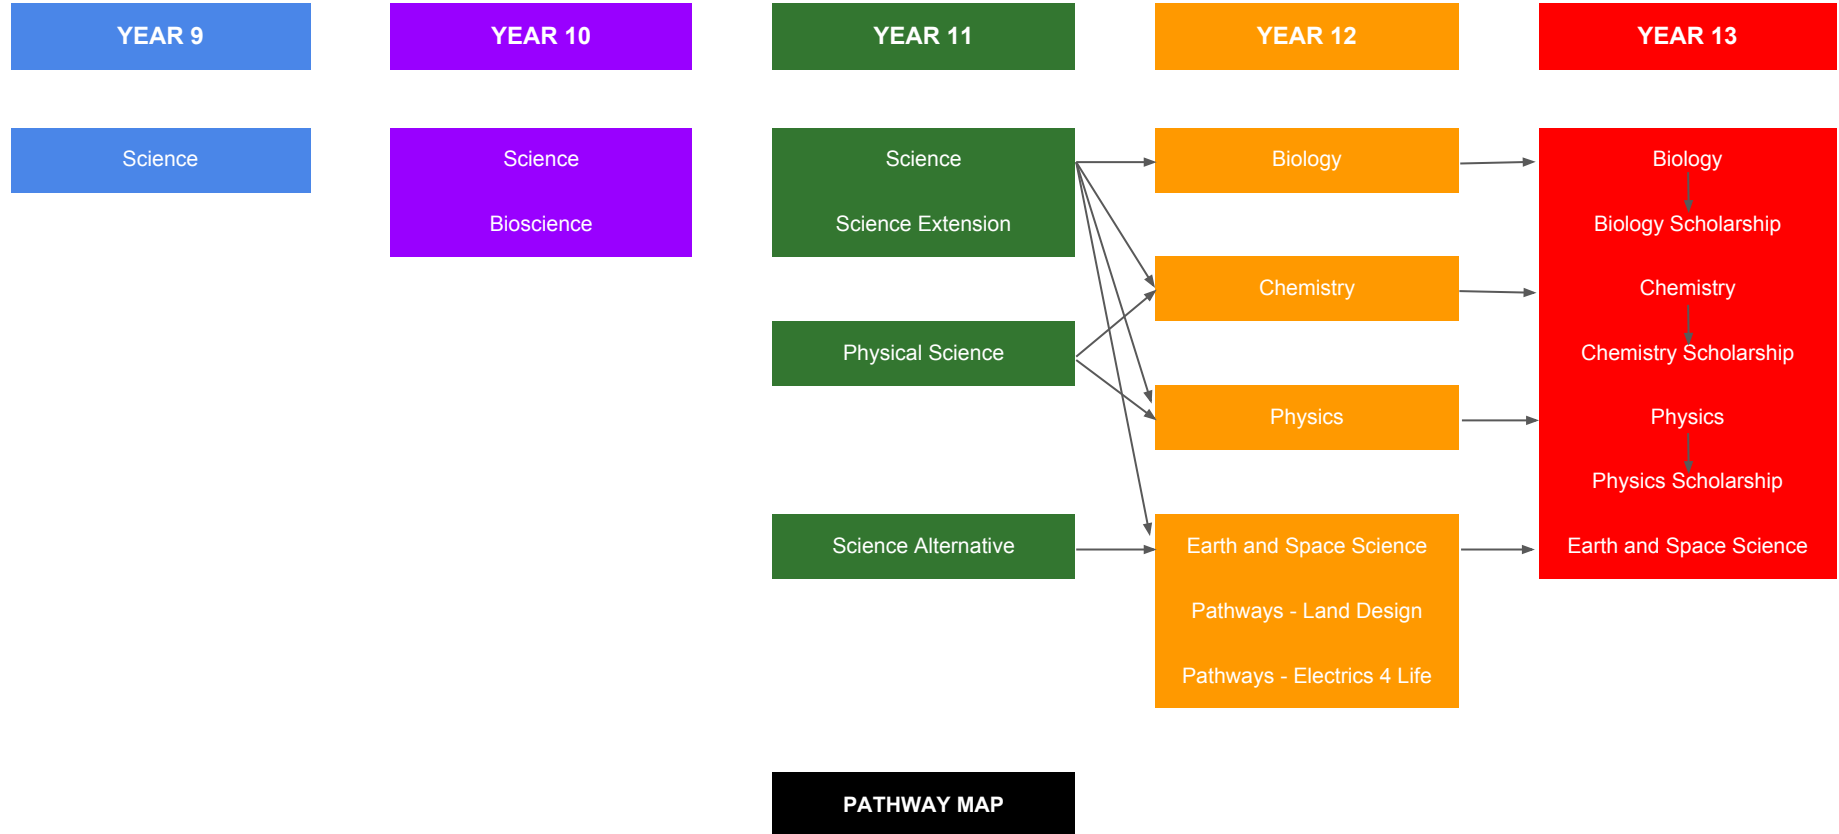 YEAR 9
YEAR 10
YEAR 11
YEAR 12
YEAR 13
Science
Science
Science
Biology
Biology
Bioscience
Science Extension
Biology Scholarship
Chemistry
Chemistry
Physical Science
Chemistry Scholarship
Physics
Physics
Physics Scholarship
Science Alternative
Earth and Space Science
Earth and Space Science
Pathways - Land Design
Pathways - Electrics 4 Life
PATHWAY MAP